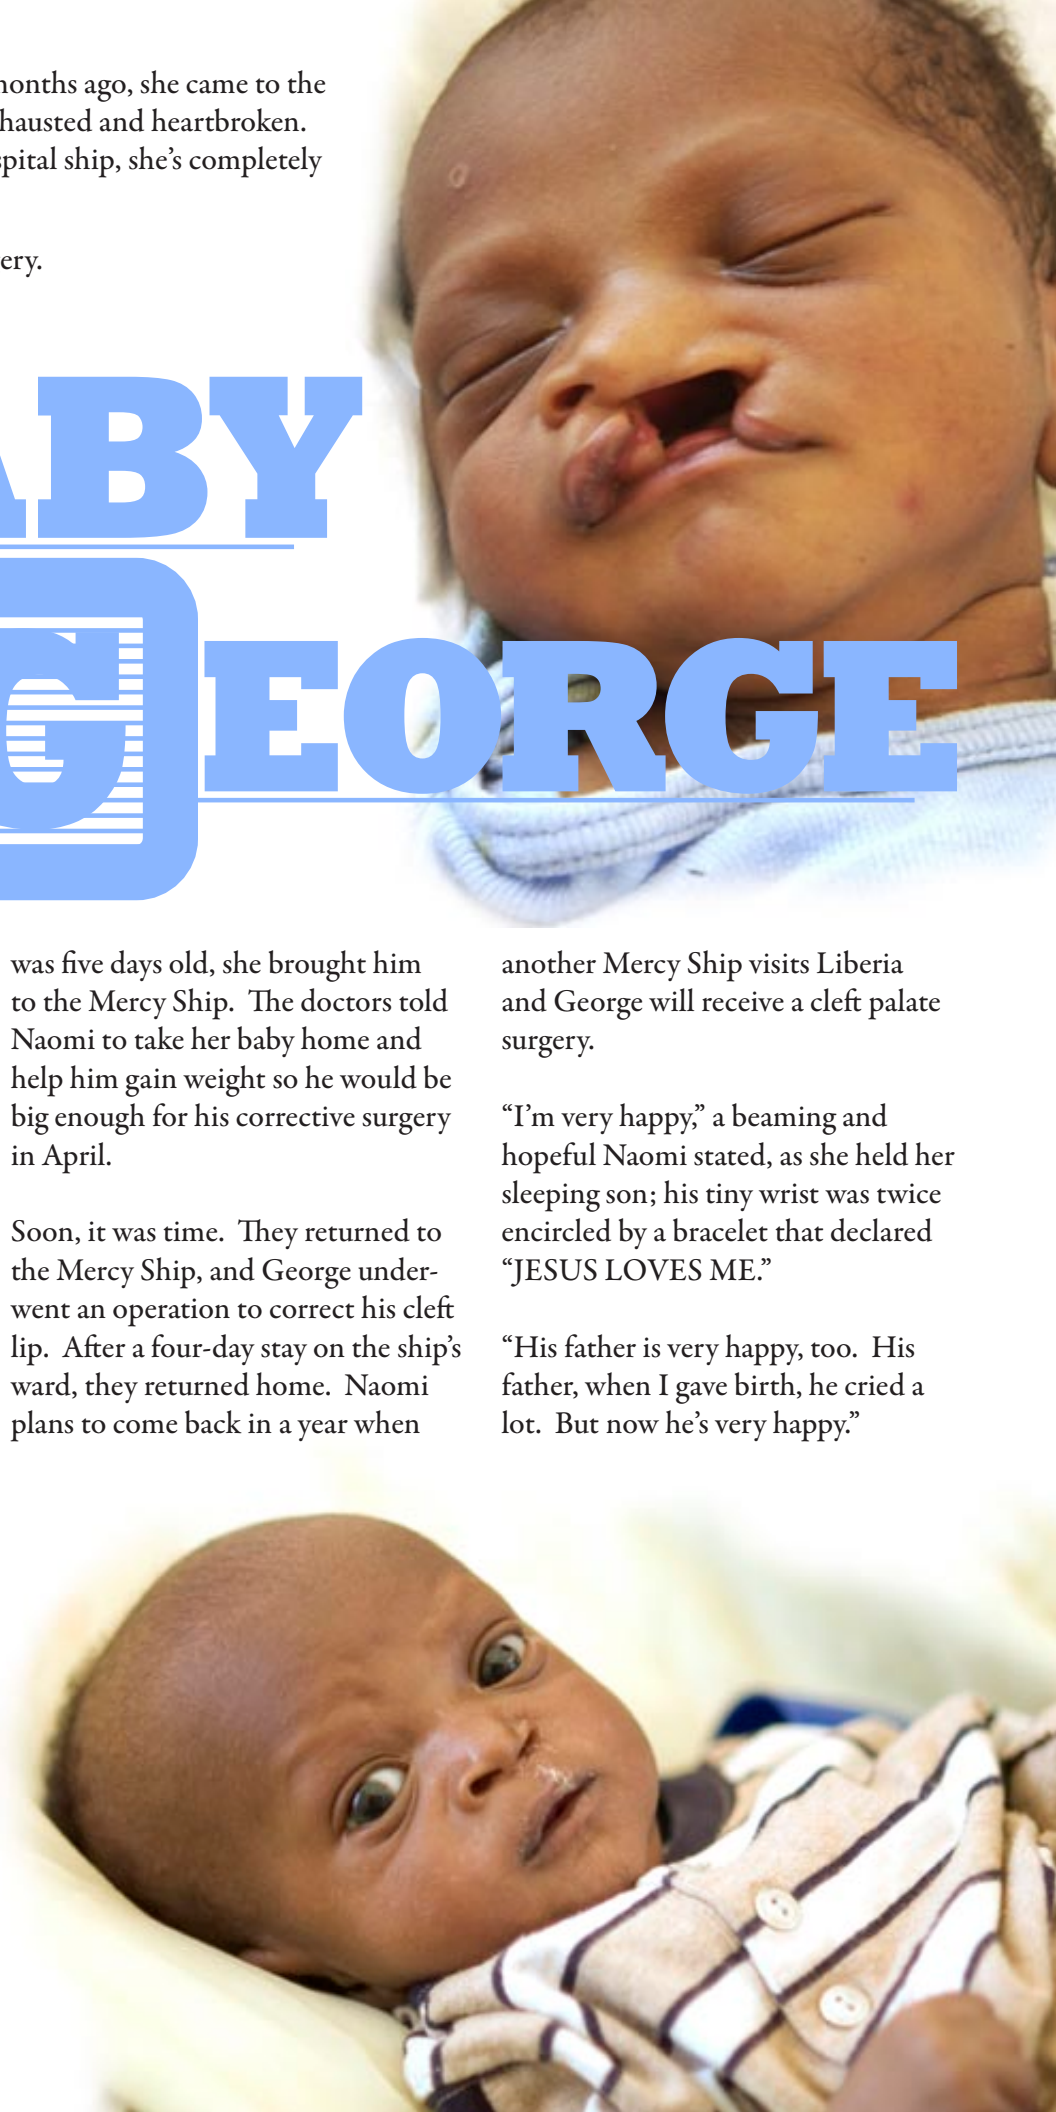 months ago, she came to the
hausted and heartbroken.
spital ship, she's completely
ery.
ABY
GEORGE
was five days old, she brought him
to the Mercy Ship.  The doctors told
Naomi to take her baby home and
help him gain weight so he would be
big enough for his corrective surgery
in April.
Soon, it was time.  They returned to
the Mercy Ship, and George under-
went an operation to correct his cleft
lip.  After a four-day stay on the ship's
ward, they returned home.  Naomi
plans to come back in a year when
another Mercy Ship visits Liberia
and George will receive a cleft palate
surgery.
“I'm very happy,” a beaming and
hopeful Naomi stated, as she held her
sleeping son; his tiny wrist was twice
encircled by a bracelet that declared
“JESUS LOVES ME.”
“His father is very happy, too.  His
father, when I gave birth, he cried a
lot.  But now he's very happy.”